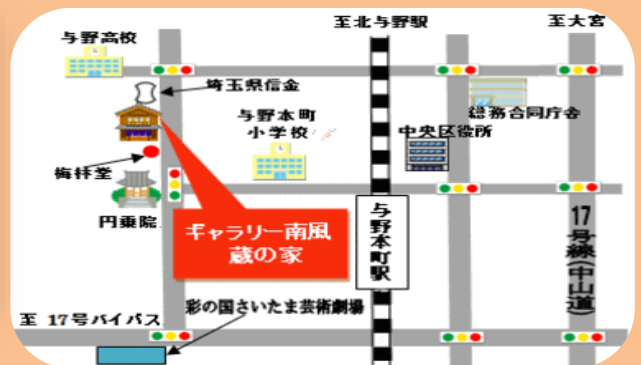 至北与野駅
至大宮
与野高校
埼玉県信金
与野本町
小学校
総務合同庁舎
中央区役所
梅林堂
円乗院
ギャラリー南風
蔵の家
与野本町駅
17号線(中山道)
彩の国さいたま芸術劇場
至 17号バイパス